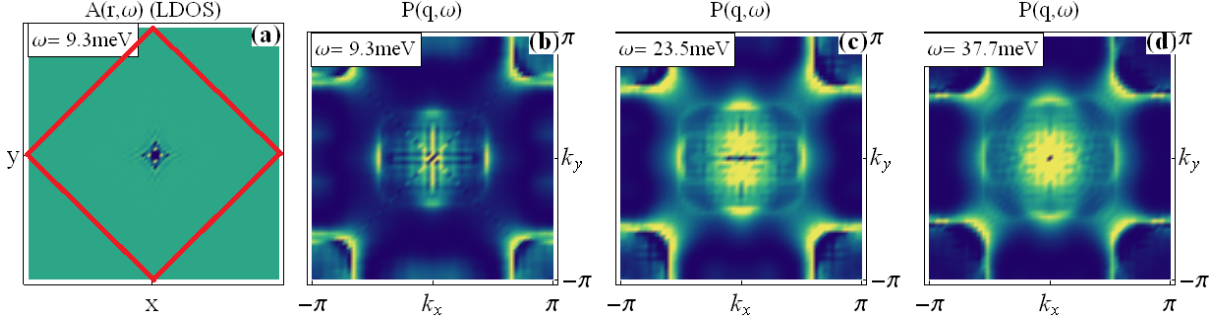 A(r,ω) (LDOS)
ω= 9.3meV
(a)
y
x
P(q,ω)
ω= 9.3meV
(b)
π
k_y
-π
-π
k_x
π
P(q,ω)
ω= 23.5meV
(c)
π
k_y
-π
-π
k_x
π
P(q,ω)
ω= 37.7meV
(d)
π
k_y
-π
-π
k_x
π